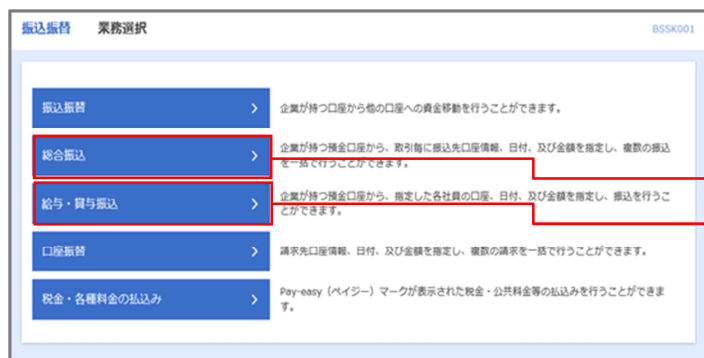 振込振替 業務選択 BSSK001
振込振替 企業が持つ口座から他の口座への資金移動を行うことができます。
総合振込 企業が持つ預金口座から、取引毎に振込先口座情報、日付、及び金額を指定し、複数の振込
を一括で行うことができます。
給与・賞与振込 企業が持つ預金口座から、指定した各社員の口座、日付、及び金額を指定し、振込を行うこ
とができます。
口座振替 請求先口座情報、日付、及び金額を指定し、複数の請求を一括で行うことができます。
税金・各種料金の払込み Pay-easy（ペイジー）マークが表示された税金・公共料金等の払込みを行うことができま
す。